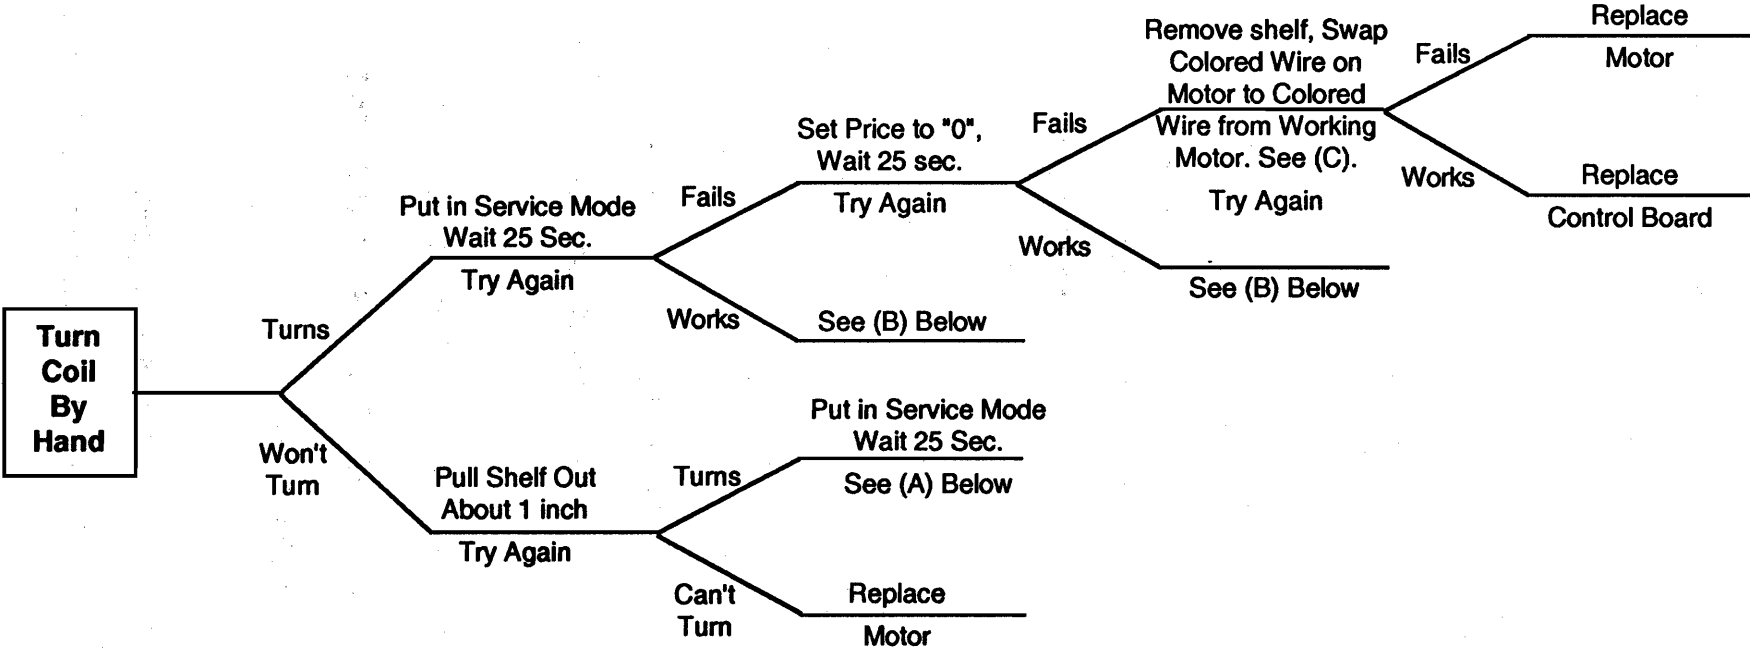 Turn
Coil
By
Hand
Turns
Put in Service Mode
Wait 25 Sec.
Try Again
Fails
Set Price to "0",
Wait 25 sec.
Try Again
Fails
Remove shelf, Swap
Colored Wire on
Motor to Colored
Wire from Working
Motor. See (C).
Try Again
Fails
Replace
Motor
Works
Replace
Control Board
Works
See (B) Below
Works
See (B) Below
Won't
Turn
Pull Shelf Out
About 1 inch
Try Again
Turns
Put in Service Mode
Wait 25 Sec.
See (A) Below
Can't
Turn
Replace
Motor